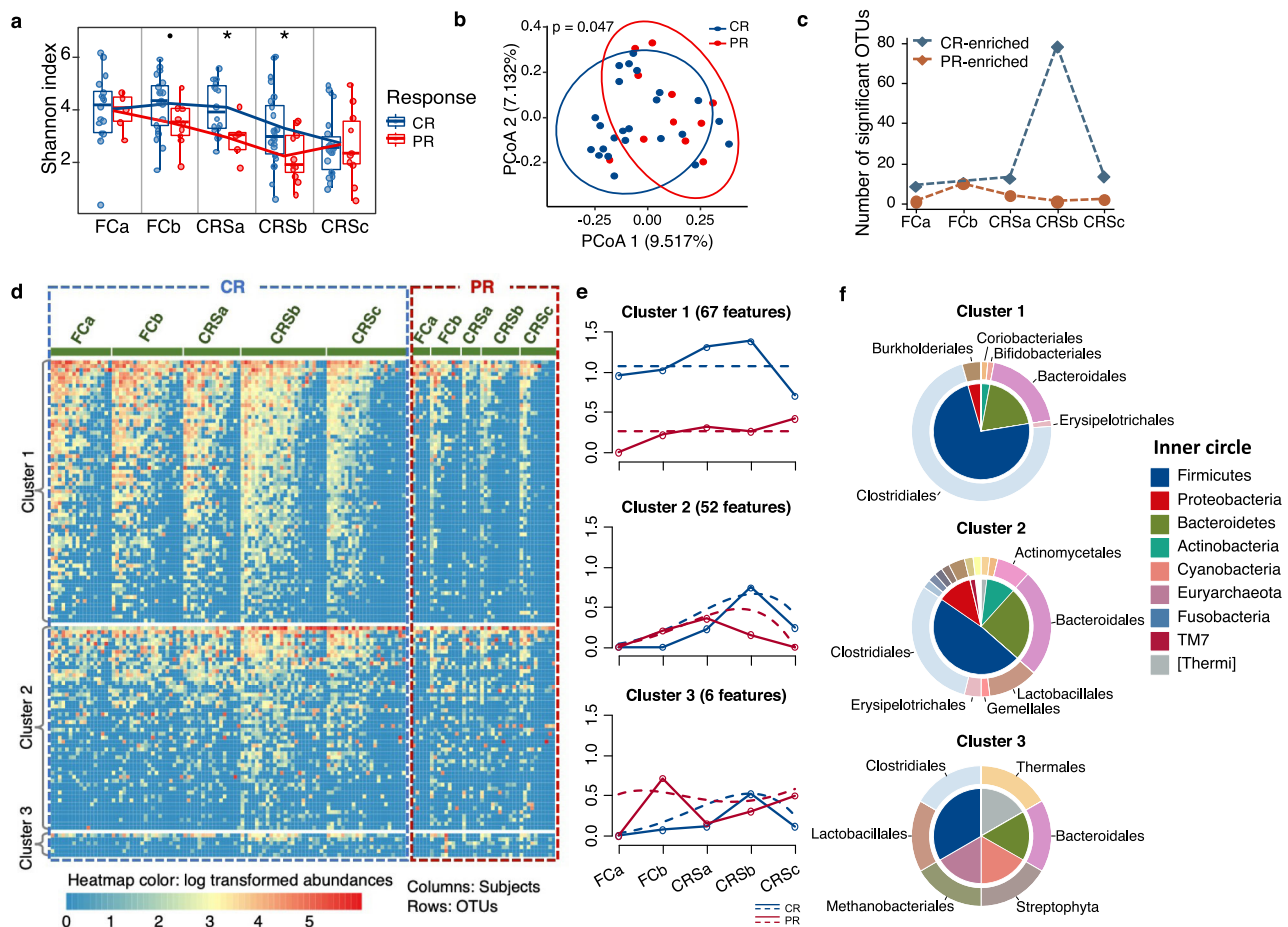 a
Shannon index
6
4
2
•
*
*
FCa
FCb
CRSa
CRSb
CRSc
Response
CR
PR
b
p = 0.047
CR
PR
PCoA 2 (7.132%)
0.4
0.2
0.0
-0.2
-0.25
0.00
0.25
PCoA 1 (9.517%)
c
Number of significant OTUs
80
60
40
20
0
CR-enriched
PR-enriched
FCa
FCb
CRSa
CRSb
CRSc
d
CR
PR
FCa
FCb
CRSa
CRSb
CRSc
FCa
FCb
CRSa
CRSb
CRSc
Cluster 1
Cluster 2
Cluster 3
Heatmap color: log transformed abundances
0
1
2
3
4
5
Columns: Subjects
Rows: OTUs
e
Cluster 1 (67 features)
1.5
1.0
0.5
0.0
Cluster 2 (52 features)
1.5
1.0
0.5
0.0
Cluster 3 (6 features)
1.5
1.0
0.5
0.0
FCa
FCb
CRSa
CRSb
CRSc
CR
PR
f
Cluster 1
Burkholderiales
Coriobacteriales
Bifidobacteriales
Bacteroidales
Erysipelotrichales
Clostridiales
Cluster 2
Actinomycetales
Bacteroidales
Clostridiales
Lactobacillales
Erysipelotrichales
Gemellales
Cluster 3
Clostridiales
Thermales
Lactobacillales
Bacteroidales
Methanobacteriales
Streptophyta
Inner circle
Firmicutes
Proteobacteria
Bacteroidetes
Actinobacteria
Cyanobacteria
Euryarchaeota
Fusobacteria
TM7
[Thermi]